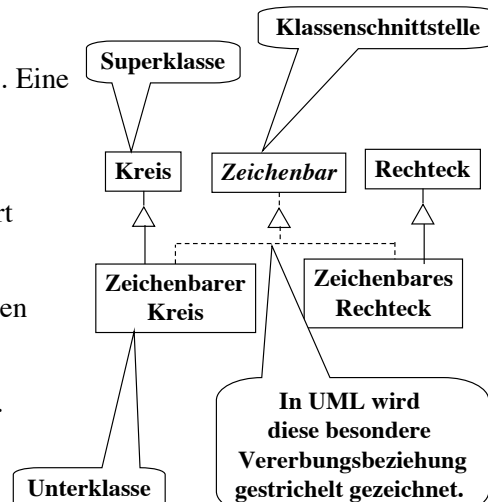 Klassenschnittstelle
Superklasse
. Eine
Kreis
Zeichenbar
Rechteck
rt
Zeichenbarer
Kreis
Zeichenbares
Rechteck
en
.
In UML wird
diese besondere
Vererbungsbeziehung
gestrichelt gezeichnet.
Unterklasse